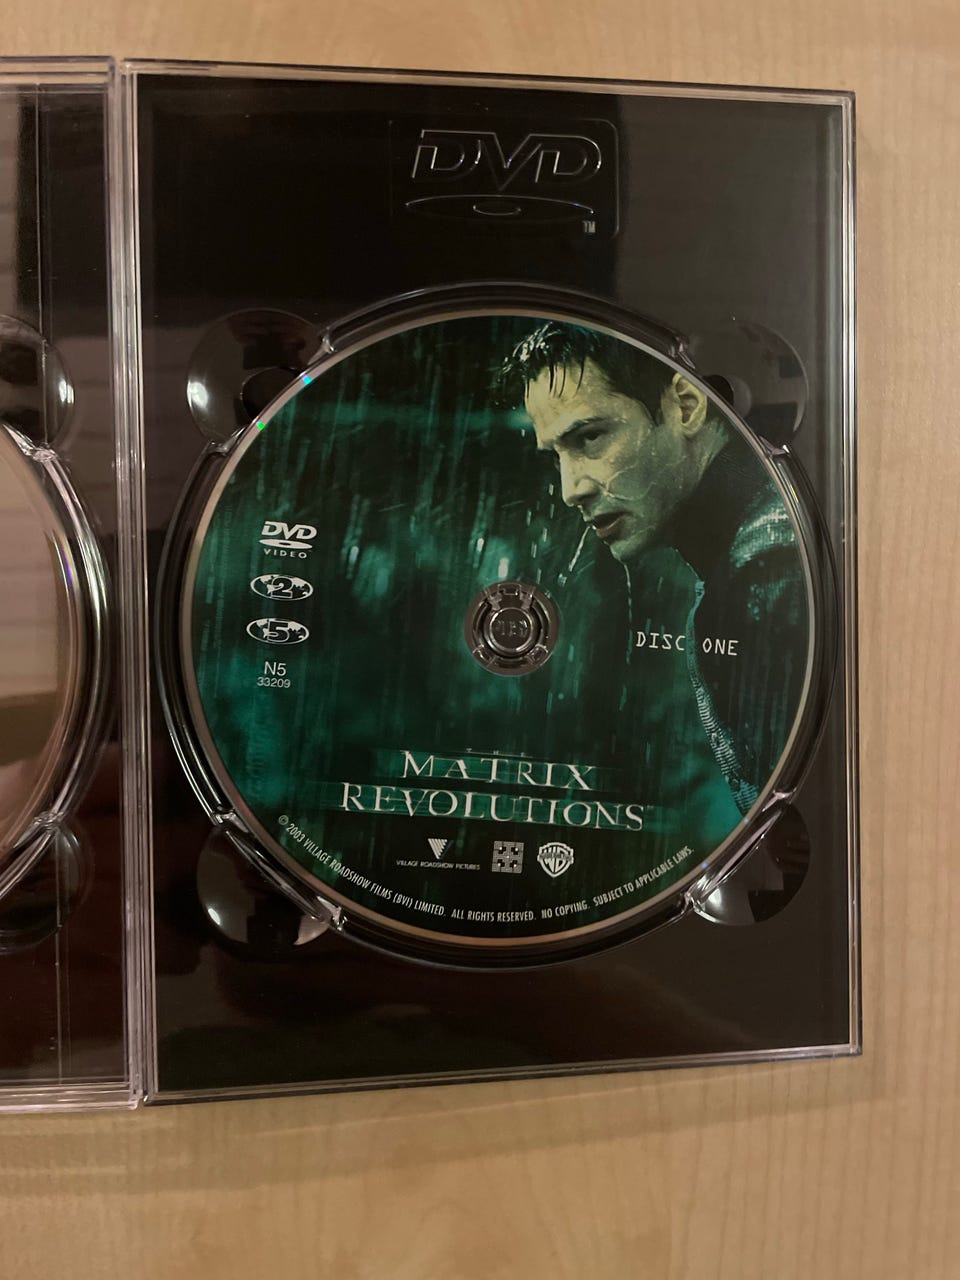 DVD
TM
DVD
VIDEO
2
5
N5
33209
DISC ONE
THE
MATRIX
REVOLUTIONS
VILLAGE ROADSHOW PICTURES
© 2003 VILLAGE ROADSHOW FILMS (BVI) LIMITED. ALL RIGHTS RESERVED. NO COPYING. SUBJECT TO APPLICABLE LAWS.